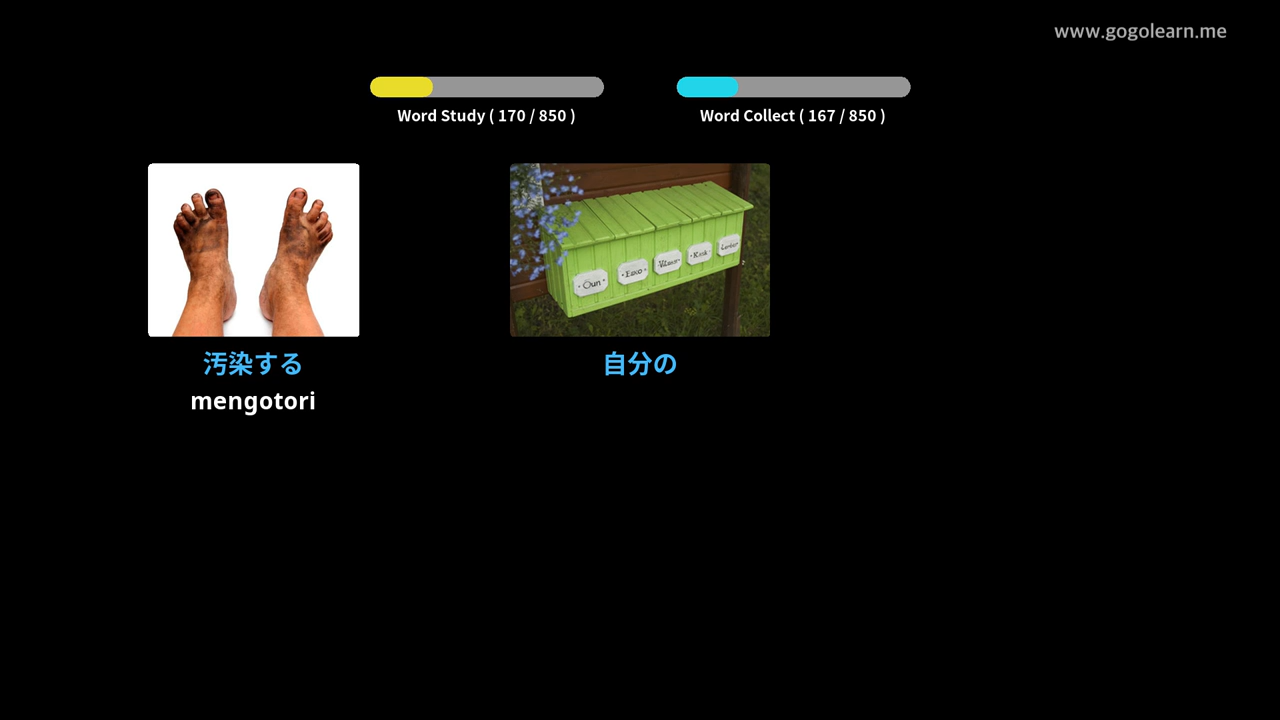 www.gogolearn.me
Word Study ( 170 / 850 )
Word Collect ( 167 / 850 )
汚染する
mengotori
自分の